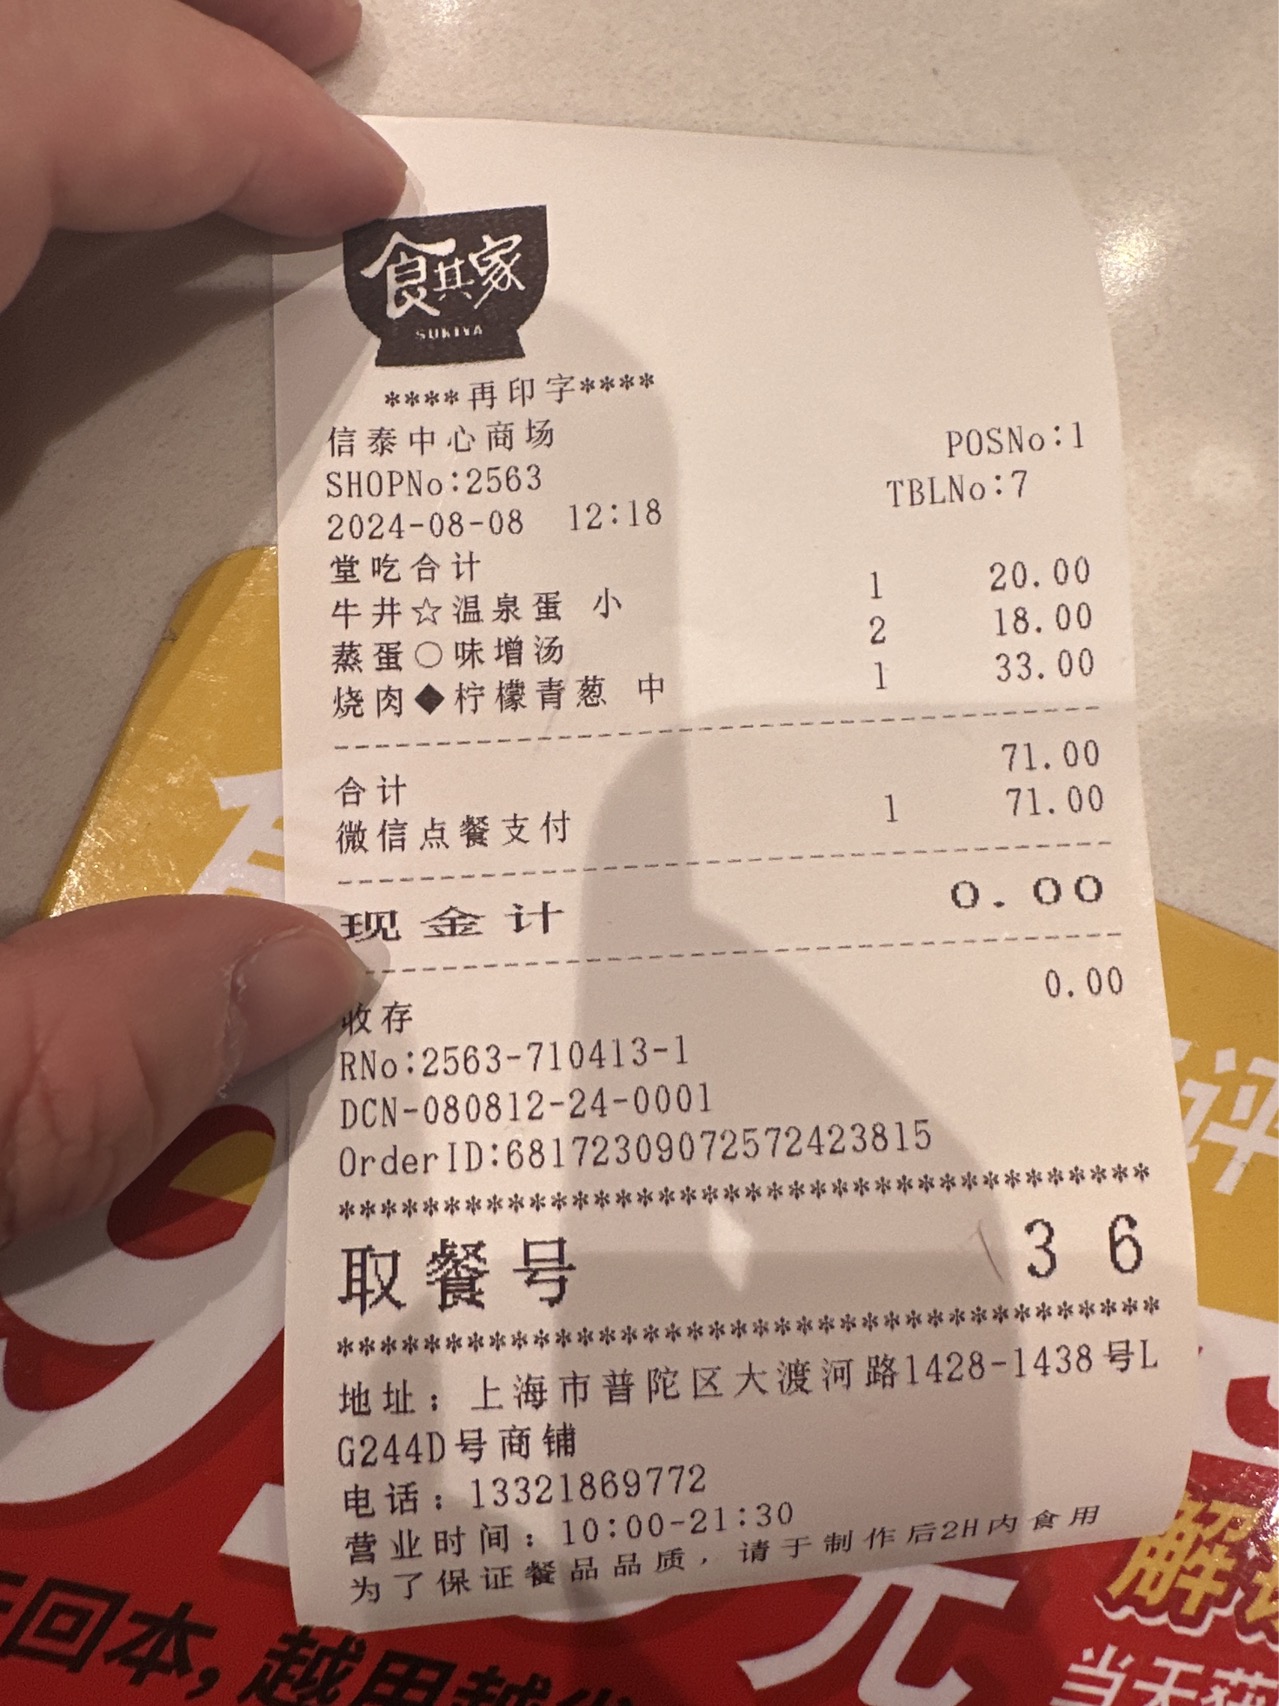 食其家
SUKIYA
****再印字****
信泰中心商场 POSNo:1
SHOPNo:2563 TBLNo:7
2024-08-08 12:18
堂吃合计
牛井☆温泉蛋 小 1 20.00
蒸蛋○味增汤 2 18.00
烧肉◆柠檬青葱 中 1 33.00
合计 71.00
微信点餐支付 1 71.00
现金计 0.00
收存 0.00
RNo:2563-710413-1
DCN-080812-24-0001
OrderID:68172309072572423815
************************************
取餐号 36
************************************
地址：上海市普陀区大渡河路1428-1438号L
G244D号商铺
电话：13321869772
营业时间：10:00-21:30
为了保证餐品品质，请于制作后2H内食用
评
9
元
回本,越用越
解
当天